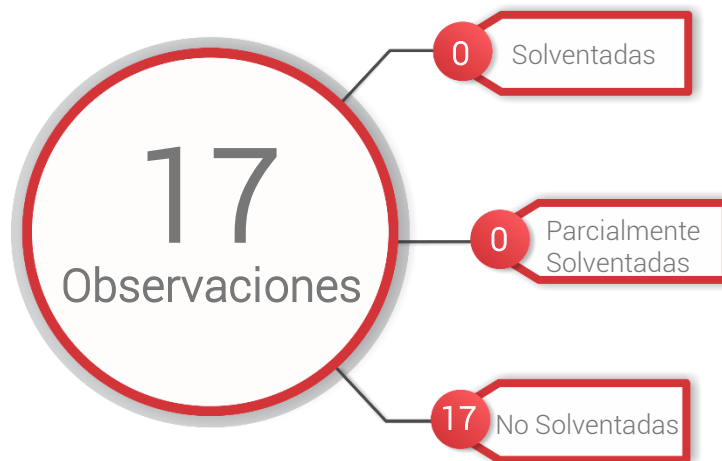 17
Observaciones
0
Solventadas
0
Parcialmente
Solventadas
17
No Solventadas